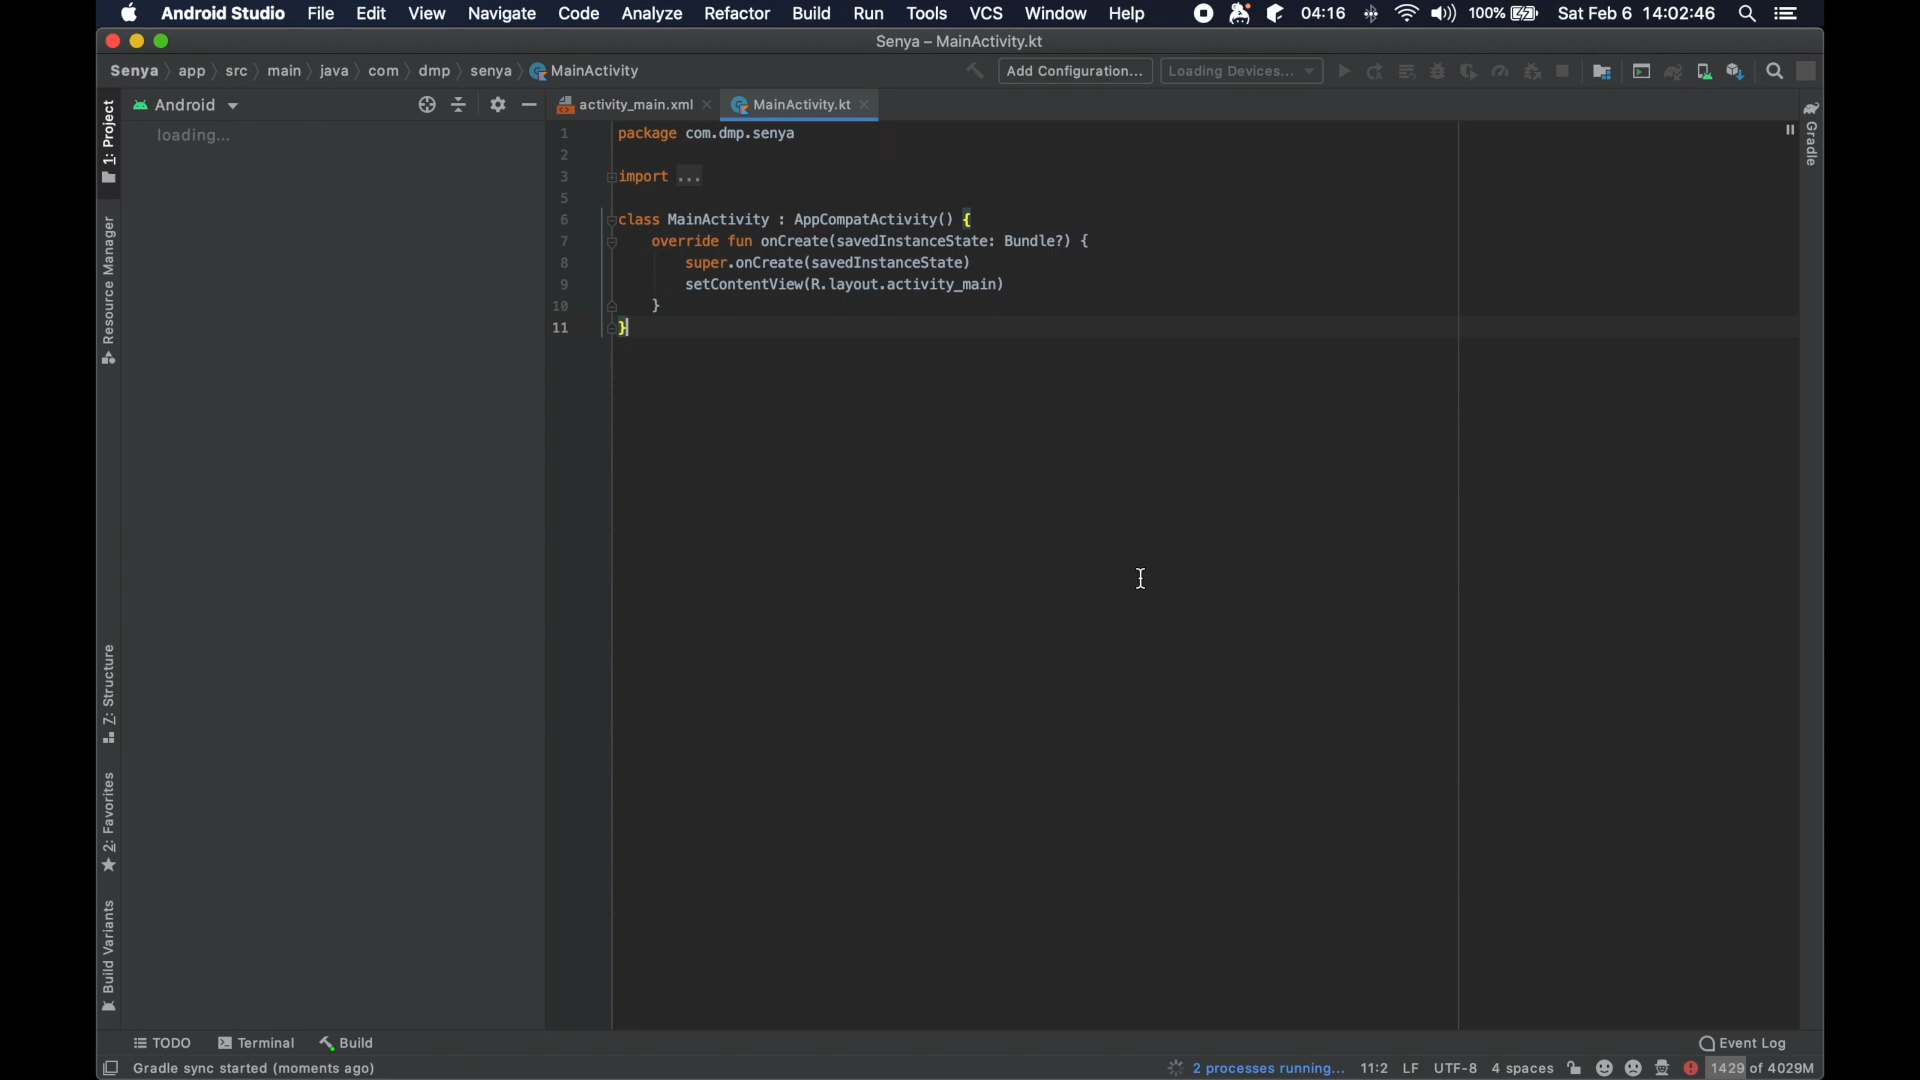 Android Studio File Edit View Navigate Code Analyze Refactor Build Run Tools VCS Window Help 04:16 100% Sat Feb 6 14:02:46
Senya – MainActivity.kt
Senya app src main java com dmp senya MainActivity Add Configuration... Loading Devices...
1: Project
Resource Manager
Z: Structure
2: Favorites
Build Variants
Android
loading...
activity_main.xml MainActivity.kt
Gradle
1 package com.dmp.senya
2
3 import ...
5
6 class MainActivity : AppCompatActivity() {
7 override fun onCreate(savedInstanceState: Bundle?) {
8 super.onCreate(savedInstanceState)
9 setContentView(R.layout.activity_main)
10 }
11 }
TODO Terminal Build Event Log
Gradle sync started (moments ago) 2 processes running... 11:2 LF UTF-8 4 spaces 1429 of 4029M